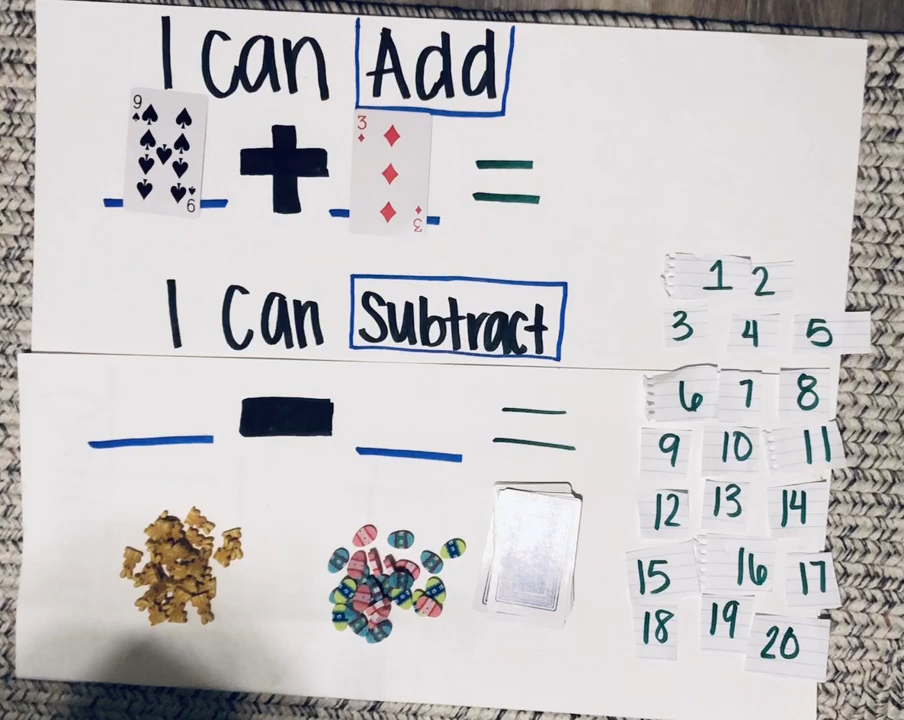 I can Add
9 + 3 =
9 3
I can Subtract
- =
1 2
3 4 5
6 7 8
9 10 11
12 13 14
15 16 17
18 19 20